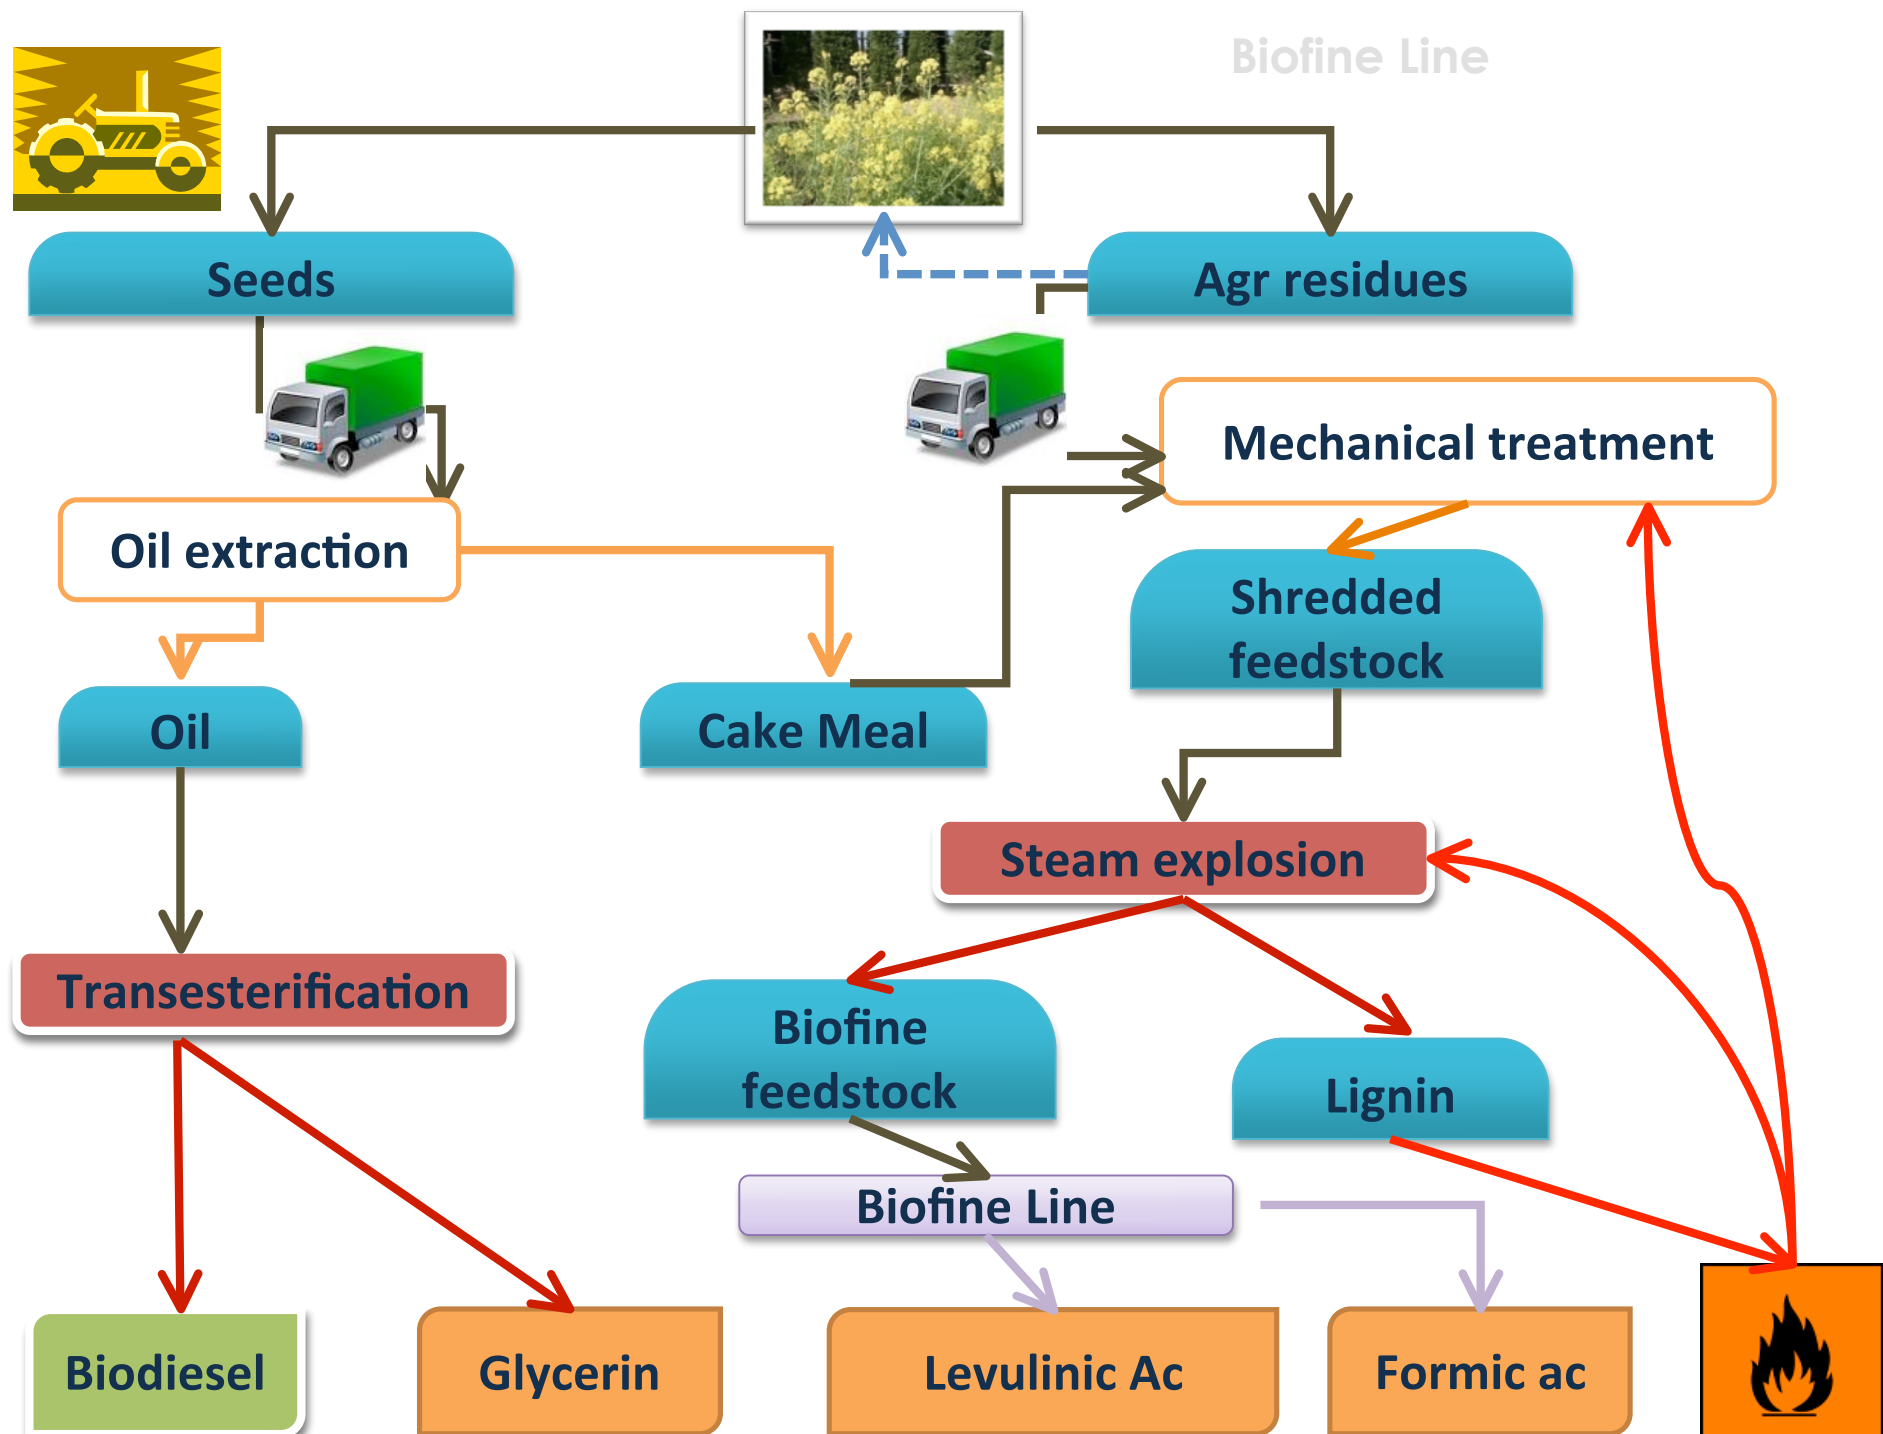 Biofine Line
Seeds
Agr residues
Mechanical treatment
Oil extraction
Shredded
feedstock
Oil
Cake Meal
Steam explosion
Transesterification
Biofine
feedstock
Lignin
Biofine Line
Biodiesel
Glycerin
Levulinic Ac
Formic ac